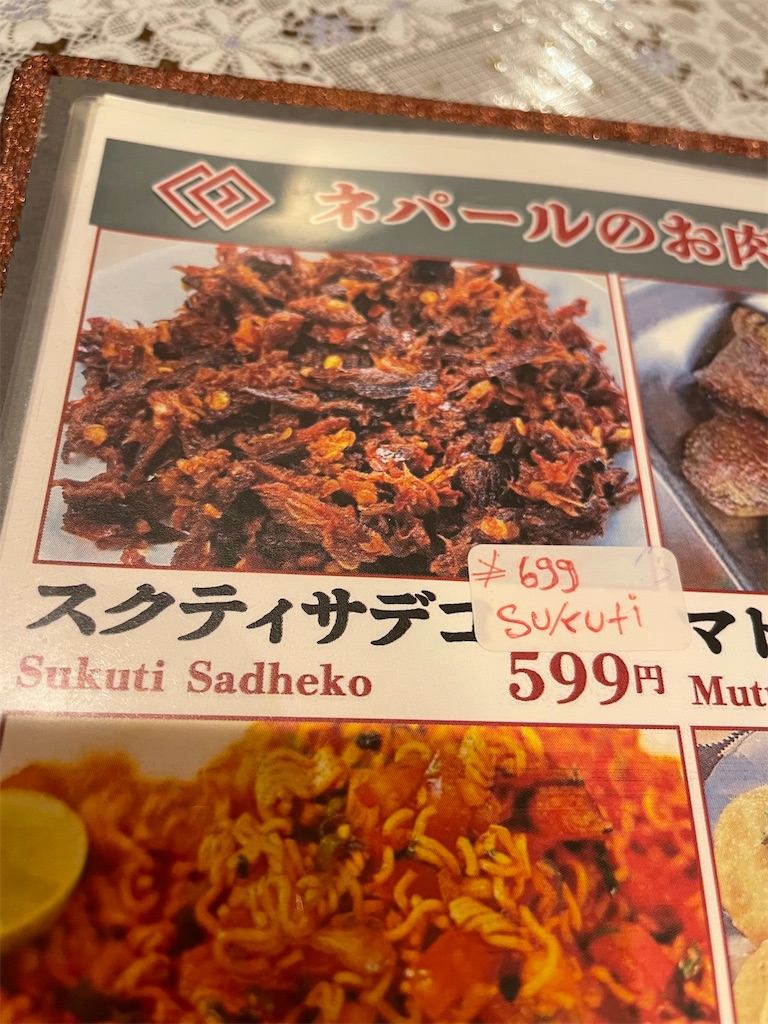 ネパールのお肉
¥699
Sukuti
スクティサデコ
Sukuti Sadheko
599円
マト
Mut